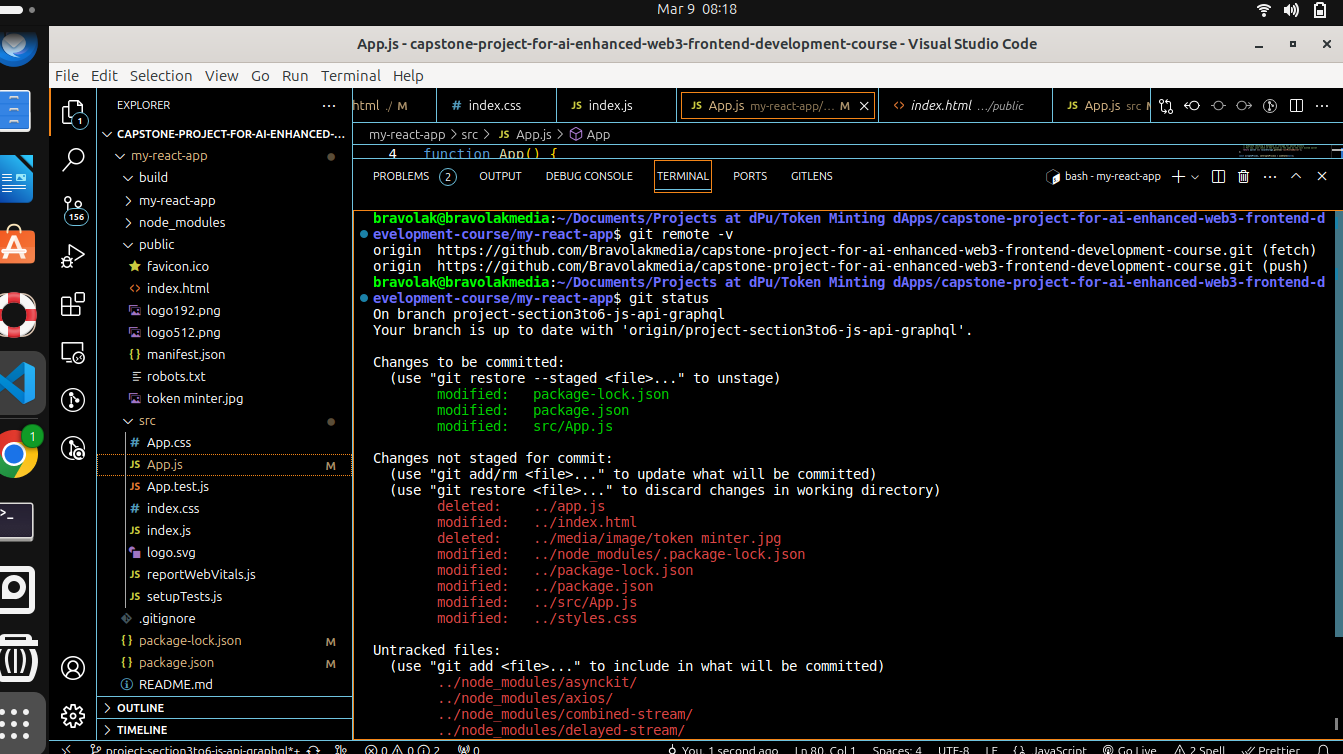 Mar 9 08:18
App.js - capstone-project-for-ai-enhanced-web3-frontend-development-course - Visual Studio Code
File Edit Selection View Go Run Terminal Help
EXPLORER
html ./ M
# index.css
JS index.js
JS App.js my-react-app/... M
<> index.html .../public
JS App.js src M
1
CAPSTONE-PROJECT-FOR-AI-ENHANCED-...
my-react-app > src > JS App.js > App
4 function App() {
my-react-app
build
my-react-app
node_modules
public
favicon.ico
<> index.html
logo192.png
logo512.png
{} manifest.json
robots.txt
token minter.jpg
src
# App.css
JS App.js M
JS App.test.js
# index.css
JS index.js
logo.svg
JS reportWebVitals.js
JS setupTests.js
.gitignore
{} package-lock.json M
{} package.json M
README.md
OUTLINE
TIMELINE
156
1
PROBLEMS 2 OUTPUT DEBUG CONSOLE TERMINAL PORTS GITLENS
bash - my-react-app
bravolak@bravolakmedia:~/Documents/Projects at dPu/Token Minting dApps/capstone-project-for-ai-enhanced-web3-frontend-d
evelopment-course/my-react-app$ git remote -v
origin https://github.com/Bravolakmedia/capstone-project-for-ai-enhanced-web3-frontend-development-course.git (fetch)
origin https://github.com/Bravolakmedia/capstone-project-for-ai-enhanced-web3-frontend-development-course.git (push)
bravolak@bravolakmedia:~/Documents/Projects at dPu/Token Minting dApps/capstone-project-for-ai-enhanced-web3-frontend-d
evelopment-course/my-react-app$ git status
On branch project-section3to6-js-api-graphql
Your branch is up to date with 'origin/project-section3to6-js-api-graphql'.
Changes to be committed:
(use "git restore --staged <file>..." to unstage)
modified: package-lock.json
modified: package.json
modified: src/App.js
Changes not staged for commit:
(use "git add/rm <file>..." to update what will be committed)
(use "git restore <file>..." to discard changes in working directory)
deleted: ../app.js
modified: ../index.html
deleted: ../media/image/token minter.jpg
modified: ../node_modules/.package-lock.json
modified: ../package-lock.json
modified: ../package.json
modified: ../src/App.js
modified: ../styles.css
Untracked files:
(use "git add <file>..." to include in what will be committed)
../node_modules/asynckit/
../node_modules/axios/
../node_modules/combined-stream/
../node_modules/delayed-stream/
project-section3to6-js-api-graphql*+ 0 0 2 0 You, 1 second ago Ln 80, Col 1 Spaces: 4 UTF-8 LF {} JavaScript Go Live 2 Spell Prettier